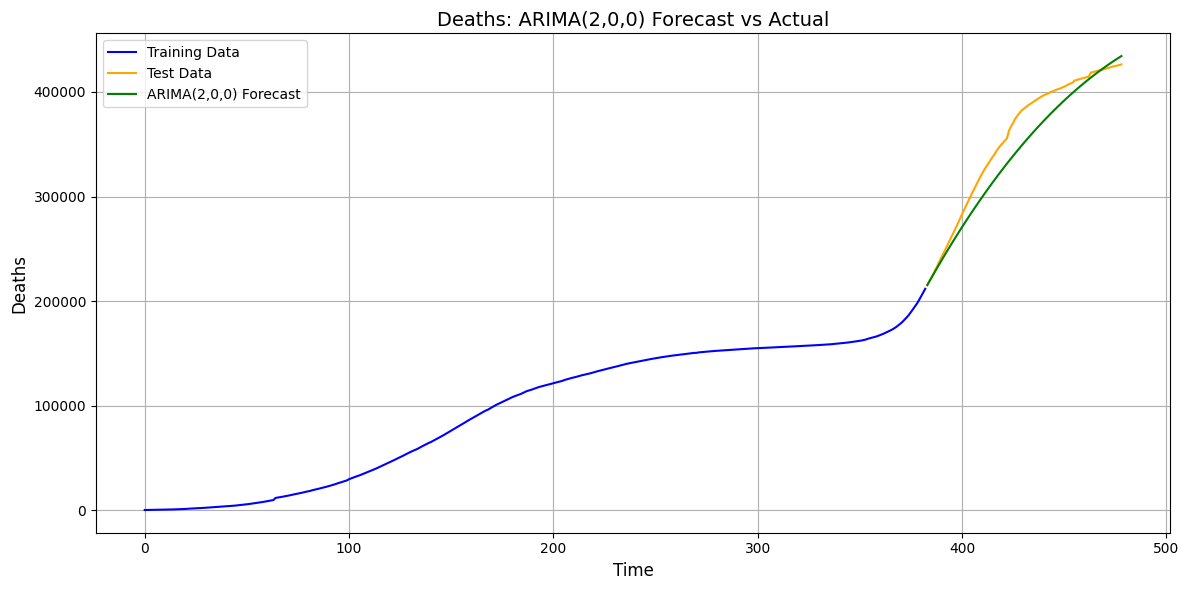 Deaths: ARIMA(2,0,0) Forecast vs Actual
Training Data
Test Data
ARIMA(2,0,0) Forecast
Deaths
400000
300000
200000
100000
0
0 100 200 300 400 500
Time